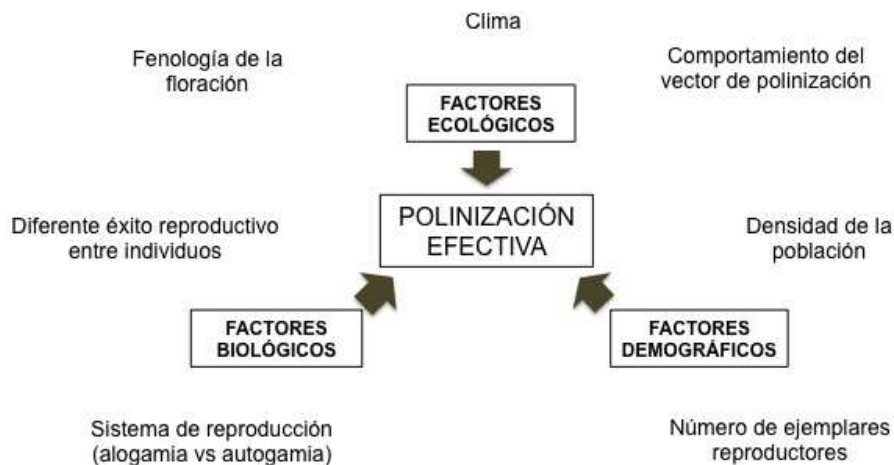 Clima
Fenología de la
floración
Comportamiento del
vector de polinización
FACTORES
ECOLÓGICOS
POLINIZACIÓN
EFECTIVA
Diferente éxito reproductivo
entre individuos
Densidad de la
población
FACTORES
BIOLÓGICOS
FACTORES
DEMOGRÁFICOS
Sistema de reproducción
(alogamia vs autogamia)
Número de ejemplares
reproductores